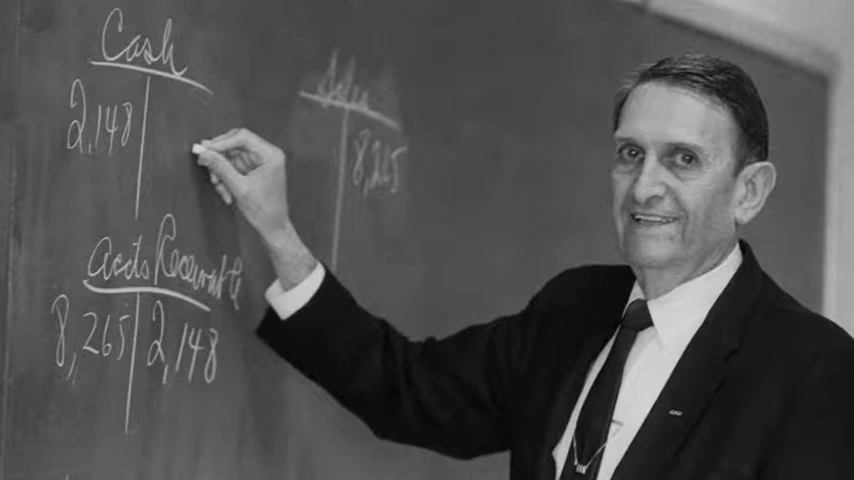 Cash
2,148
Sales
8,265
Accts Receivable
8,265 2,148